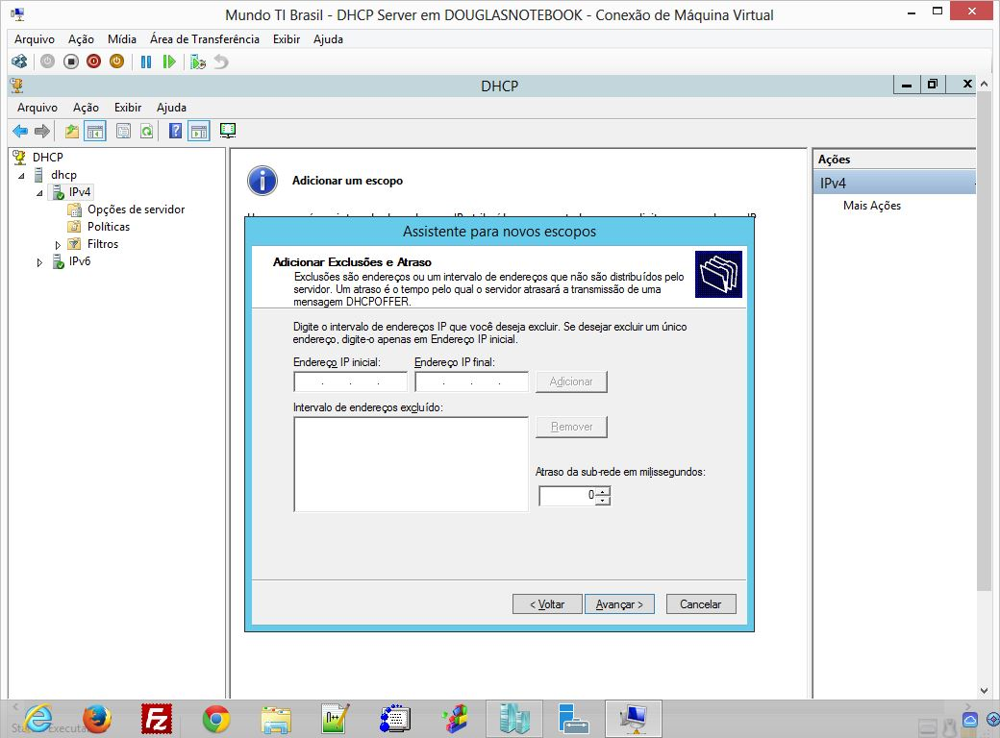 Mundo TI Brasil - DHCP Server em DOUGLASNOTEBOOK - Conexão de Máquina Virtual
Arquivo Ação Mídia Área de Transferência Exibir Ajuda
DHCP
Arquivo Ação Exibir Ajuda
DHCP
dhcp
IPv4
Opções de servidor
Políticas
Filtros
IPv6
Adicionar um escopo
Ações
IPv4
Mais Ações
Assistente para novos escopos
Adicionar Exclusões e Atraso
Exclusões são endereços ou um intervalo de endereços que não são distribuídos pelo
servidor. Um atraso é o tempo pelo qual o servidor atrasará a transmissão de uma
mensagem DHCPOFFER.
Digite o intervalo de endereços IP que você deseja excluir. Se desejar excluir um único
endereço, digite-o apenas em Endereço IP inicial.
Endereço IP inicial: Endereço IP final:
Adicionar
Intervalo de endereços excluído:
Remover
Atraso da sub-rede em milissegundos:
0
< Voltar Avançar > Cancelar